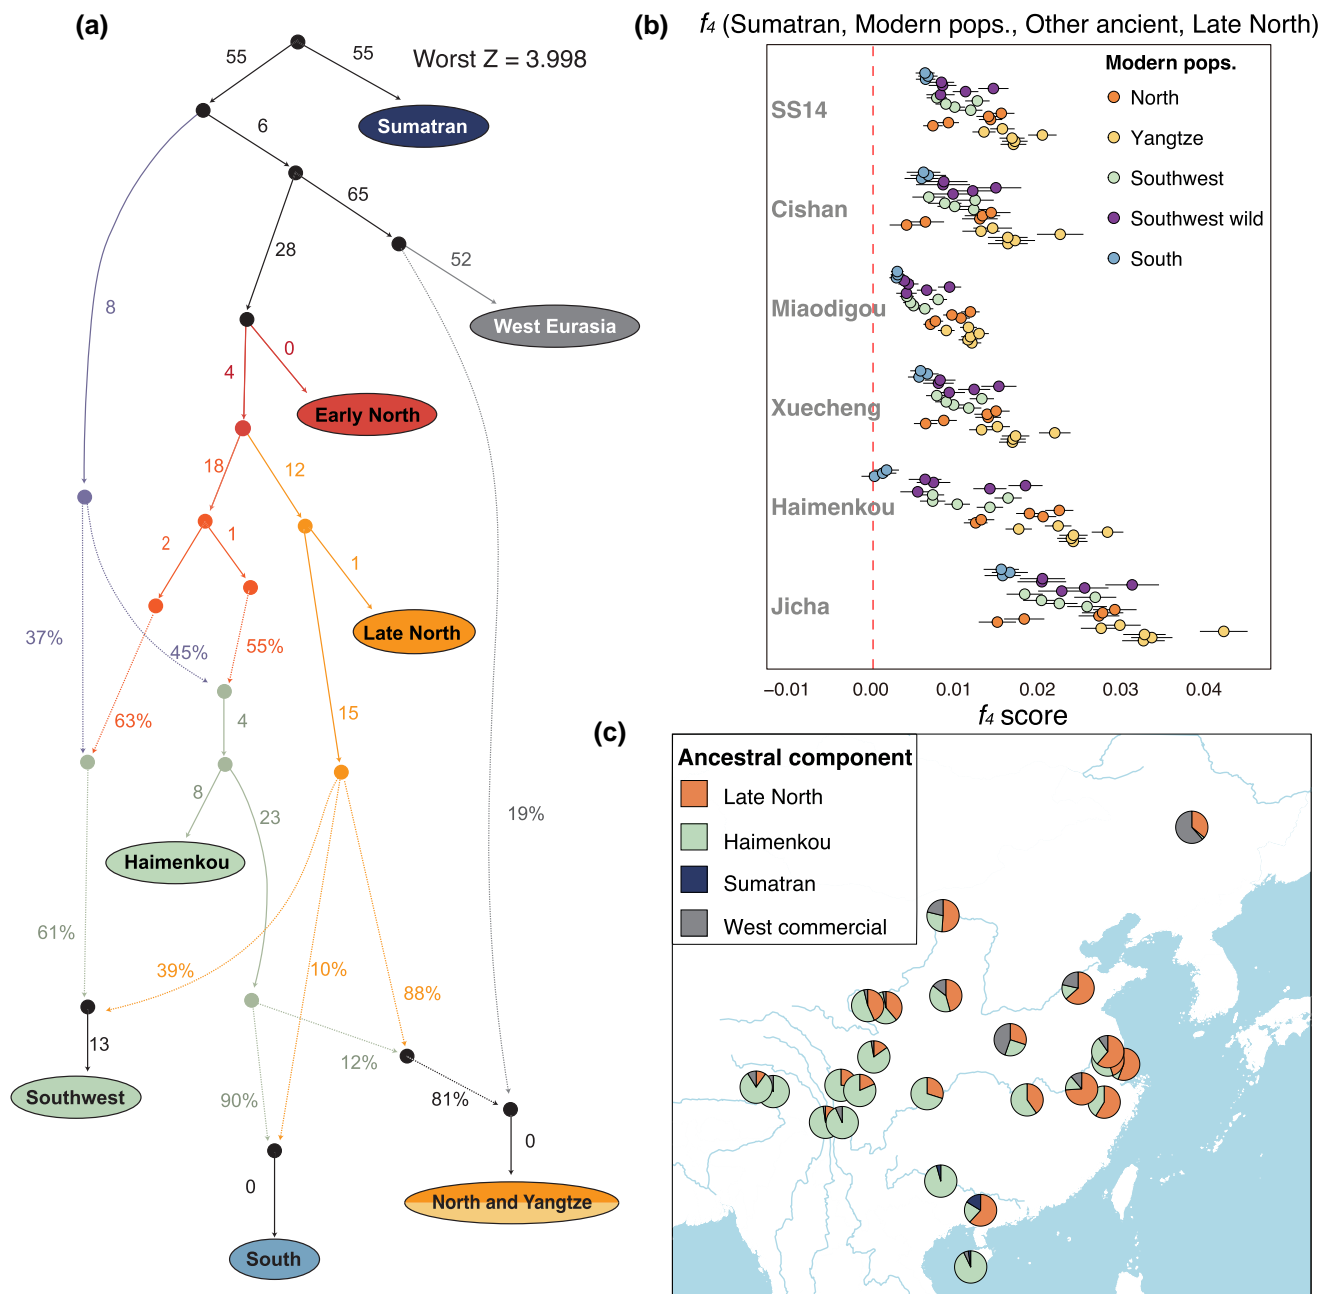 (a)
55
55
Worst Z = 3.998
Sumatran
6
65
8
28
52
West Eurasia
0
4
Early North
18
12
2
1
1
37%
45%
55%
Late North
63%
4
15
8
23
19%
Haimenkou
61%
39%
10%
88%
13
12%
Southwest
90%
81%
0
0
North and Yangtze
South
(b)
f4 (Sumatran, Modern pops., Other ancient, Late North)
Modern pops.
North
Yangtze
Southwest
Southwest wild
South
SS14
Cishan
Miaodigou
Xuecheng
Haimenkou
Jicha
−0.01 0.00 0.01 0.02 0.03 0.04
f4 score
(c)
Ancestral component
Late North
Haimenkou
Sumatran
West commercial